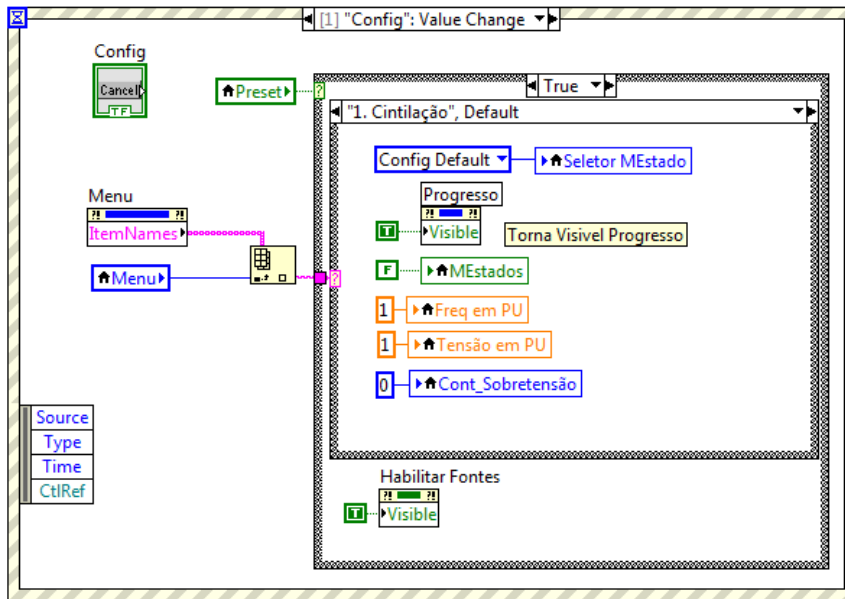 [1] "Config": Value Change
Config
Cancel
TF
Preset
True
"1. Cintilação", Default
Config Default
Seletor MEstado
Progresso
?! ?!
Visible
T
Torna Visivel Progresso
Menu
?! ?!
ItemNames
Menu
?
?
F
MEstados
1
Freq em PU
1
Tensão em PU
0
Cont_Sobretensão
Source
Type
Time
CtlRef
Habilitar Fontes
?! ?!
T
Visible